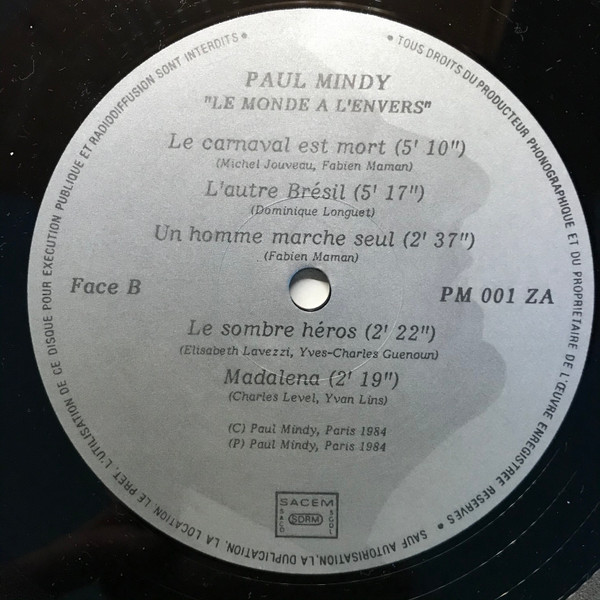 • TOUS DROITS DU PRODUCTEUR PHONOGRAPHIQUE ET DU PROPRIETAIRE DE L'ŒUVRE ENREGISTREE RESERVES • SAUF AUTORISATION, LA DUPLICATION, LA LOCATION, LE PRET, L'UTILISATION DE CE DISQUE POUR EXECUTION PUBLIQUE ET RADIODIFFUSION SONT INTERDITS •
PAUL MINDY
"LE MONDE A L'ENVERS"
Le carnaval est mort (5' 10")
(Michel Jouveau, Fabien Maman)
L'autre Brésil (5' 17")
(Dominique Longuet)
Un homme marche seul (2' 37")
(Fabien Maman)
Face B
PM 001 ZA
Le sombre héros (2' 22")
(Elisabeth Lavezzi, Yves-Charles Guenoun)
Madalena (2' 19")
(Charles Level, Yvan Lins)
(C) Paul Mindy, Paris 1984
(P) Paul Mindy, Paris 1984
SACEM
SACD
SDRM
SGDL